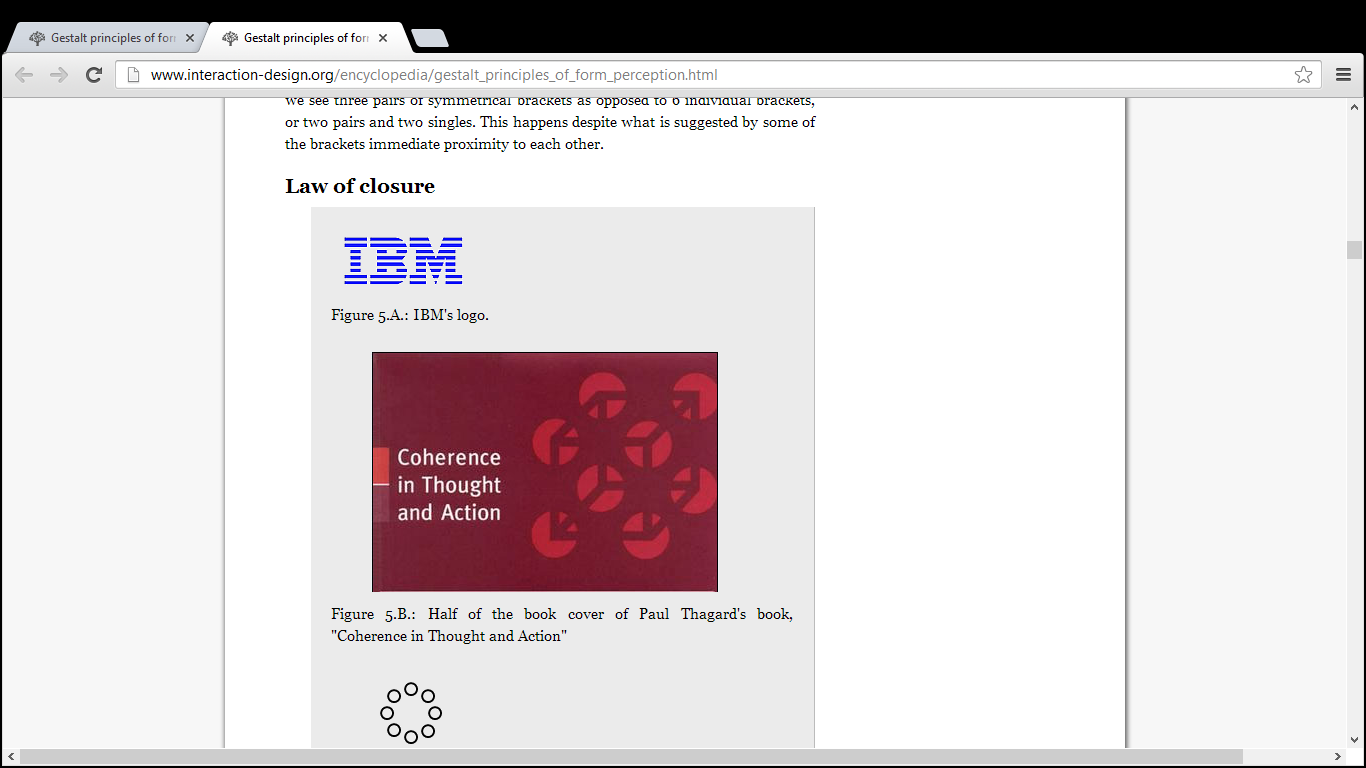 Gestalt principles of for
Gestalt principles of for
www.interaction-design.org/encyclopedia/gestalt_principles_of_form_perception.html
we see three pairs of symmetrical brackets as opposed to 6 individual brackets,
or two pairs and two singles. This happens despite what is suggested by some of
the brackets immediate proximity to each other.
Law of closure
IBM
Figure 5.A.: IBM's logo.
Coherence
in Thought
and Action
Figure 5.B.: Half of the book cover of Paul Thagard's book,
"Coherence in Thought and Action"